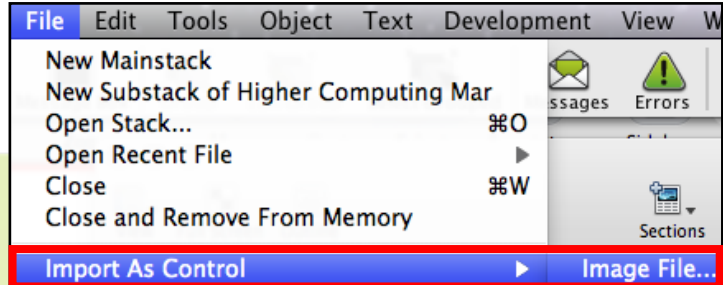 File Edit Tools Object Text Development View
New Mainstack
New Substack of Higher Computing Mar
Open Stack... ⌘O
Open Recent File ▶
Close ⌘W
Close and Remove From Memory
Import As Control ▶ Image File...
ssages Errors
Sections